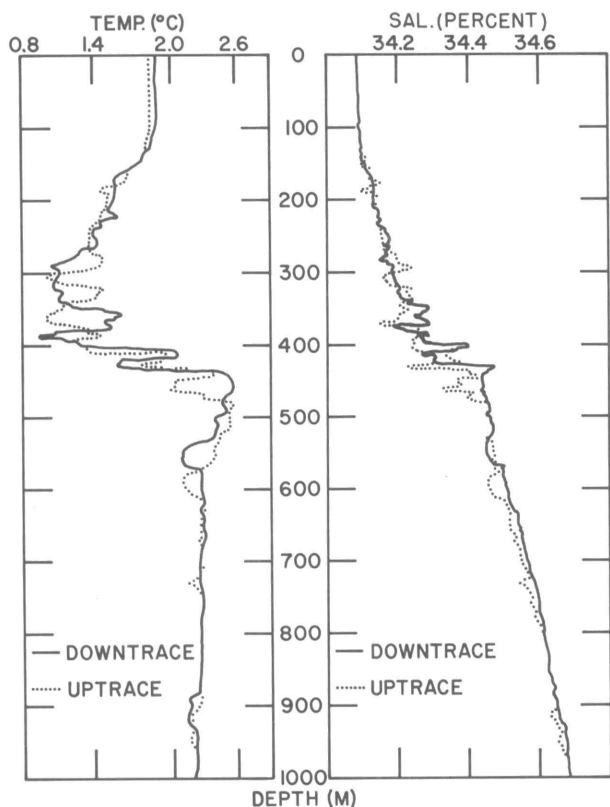 TEMP. (°C) SAL. (PERCENT)
0.8 1.4 2.0 2.6 34.2 34.4 34.6
0
100
200
300
400
500
600
700
800
900
1000
DOWNTRACE DOWNTRACE
UPTRACE UPTRACE
DEPTH (M)